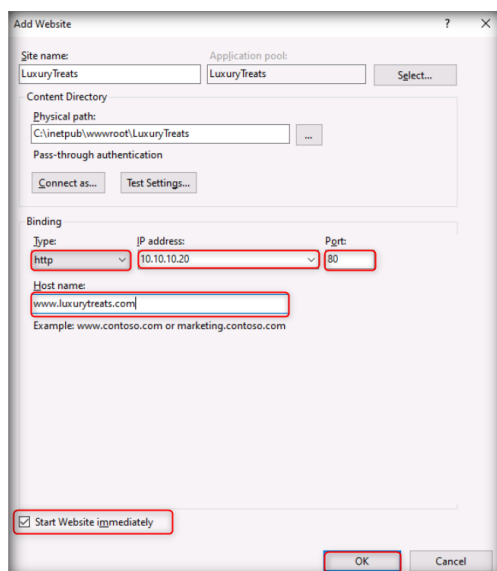 Add Website ? ×
Site name: Application pool:
LuxuryTreats LuxuryTreats Select...
Content Directory
Physical path:
C:\inetpub\wwwroot\LuxuryTreats ...
Pass-through authentication
Connect as... Test Settings...
Binding
Type: IP address: Port:
http 10.10.10.20 80
Host name:
www.luxurytreats.com
Example: www.contoso.com or marketing.contoso.com
Start Website immediately
OK Cancel